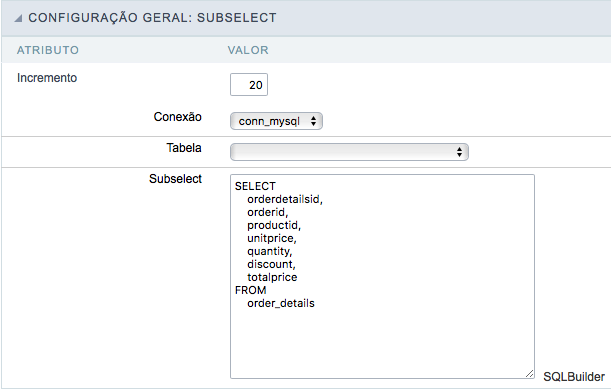 CONFIGURAÇÃO GERAL: SUBSELECT
ATRIBUTO VALOR
Incremento 20
Conexão conn_mysql
Tabela
Subselect
SELECT
orderdetailsid,
orderid,
productid,
unitprice,
quantity,
discount,
totalprice
FROM
order_details
SQLBuilder